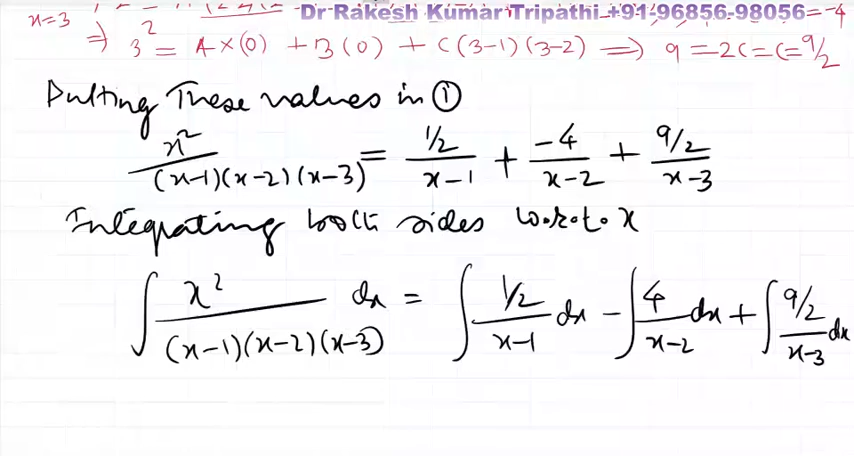 Dr Rakesh Kumar Tripathi +91-96856-98056 = -4
x=3
⇒ 3² = A×(0) + B(0) + C(3-1)(3-2) ⇒ 9 = 2C = C = 9/2
Putting These values in ①
x²/(x-1)(x-2)(x-3) = 1/2/x-1 + -4/x-2 + 9/2/x-3
Integrating both sides w.r.to x
∫ x²/(x-1)(x-2)(x-3) dx = ∫ 1/2/x-1 dx - ∫ 4/x-2 dx + ∫ 9/2/x-3 dx